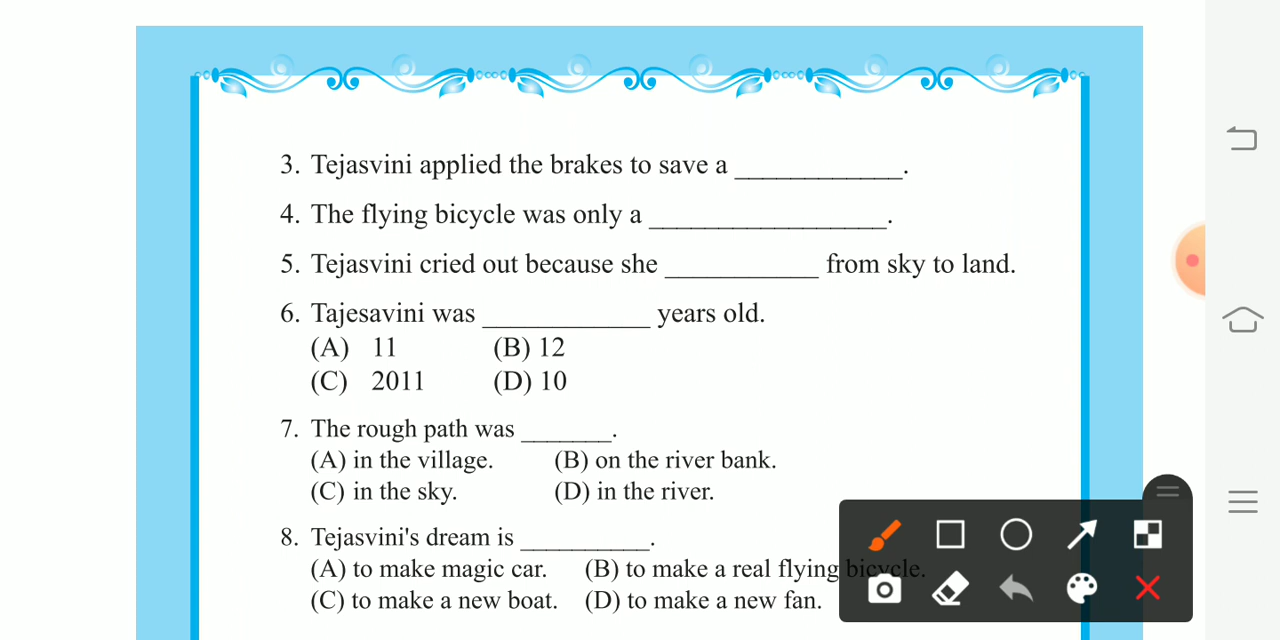 3. Tejasvini applied the brakes to save a ____________.
4. The flying bicycle was only a _________________.
5. Tejasvini cried out because she ___________ from sky to land.
6. Tajesavini was ____________ years old.
(A) 11 (B) 12
(C) 2011 (D) 10
7. The rough path was _______.
(A) in the village. (B) on the river bank.
(C) in the sky. (D) in the river.
8. Tejasvini's dream is __________.
(A) to make magic car. (B) to make a real flying bicycle.
(C) to make a new boat. (D) to make a new fan.